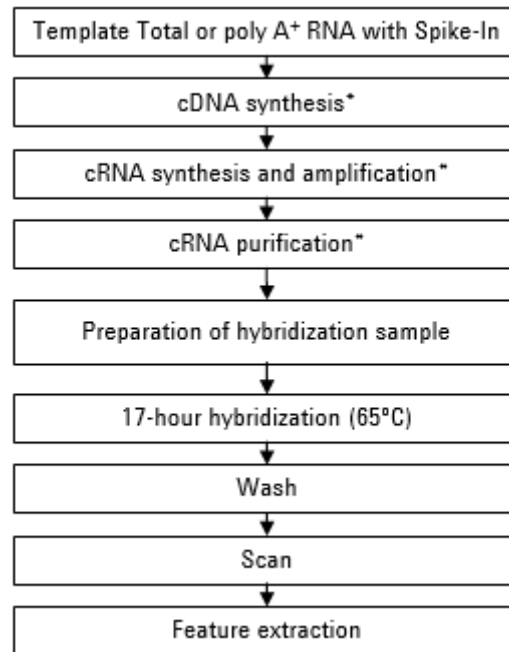 Template Total or poly A+ RNA with Spike-In
cDNA synthesis*
cRNA synthesis and amplification*
cRNA purification*
Preparation of hybridization sample
17-hour hybridization (65°C)
Wash
Scan
Feature extraction